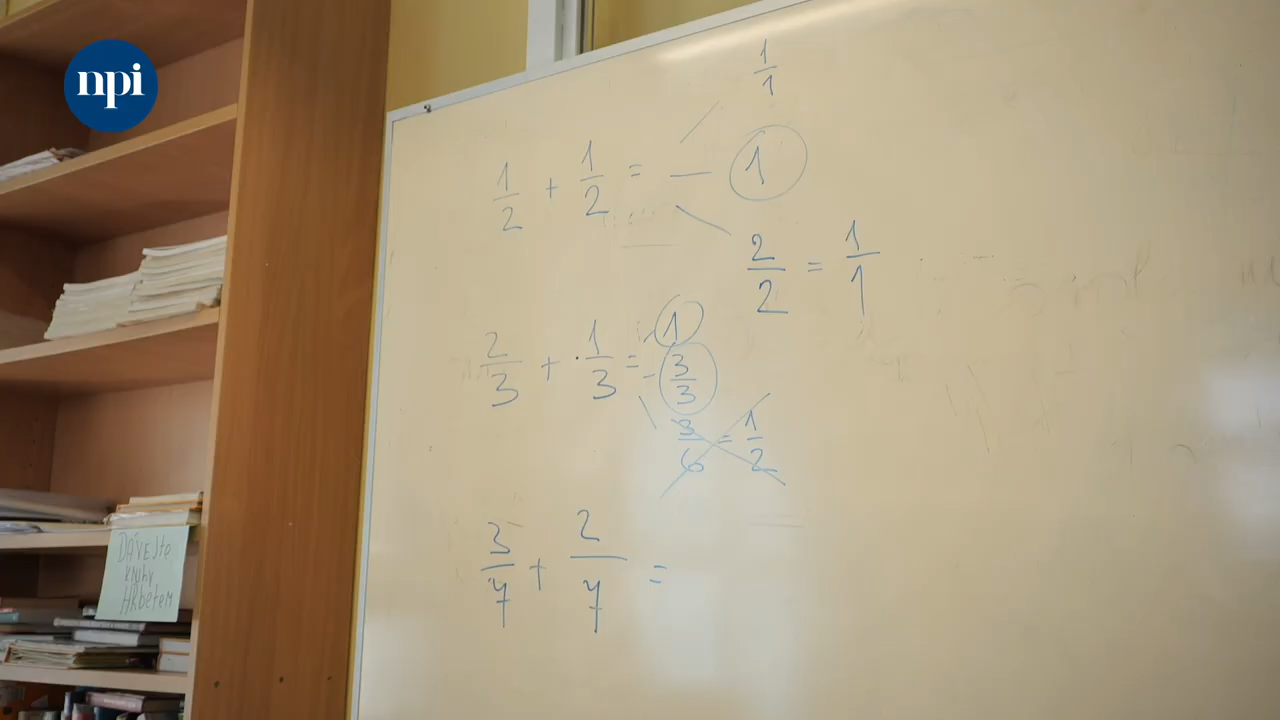 npi
1/1
1/2 + 1/2 = 1
2/2 = 1/1
2/3 + 1/3 = 1
3/3
3/6 = 1/2
3/7 + 2/7 =
DÁVEJte
knihy
HRbetem